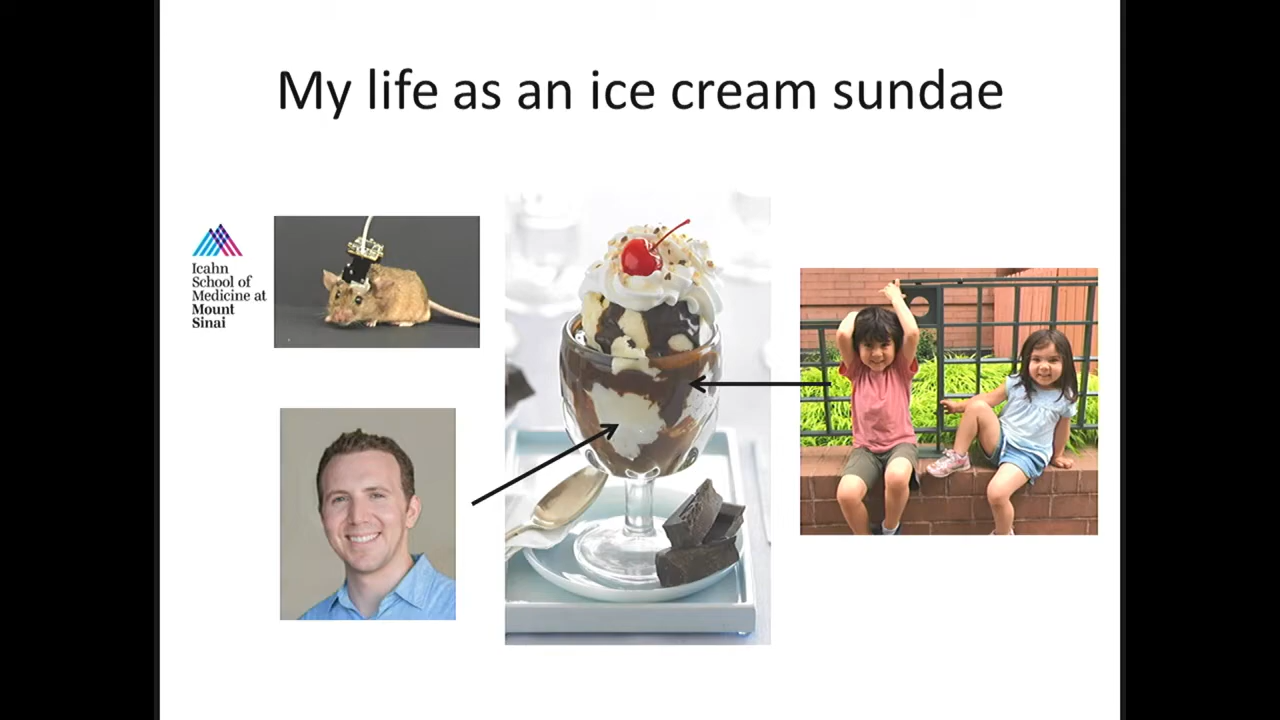 My life as an ice cream sundae
Icahn
School of
Medicine at
Mount
Sinai